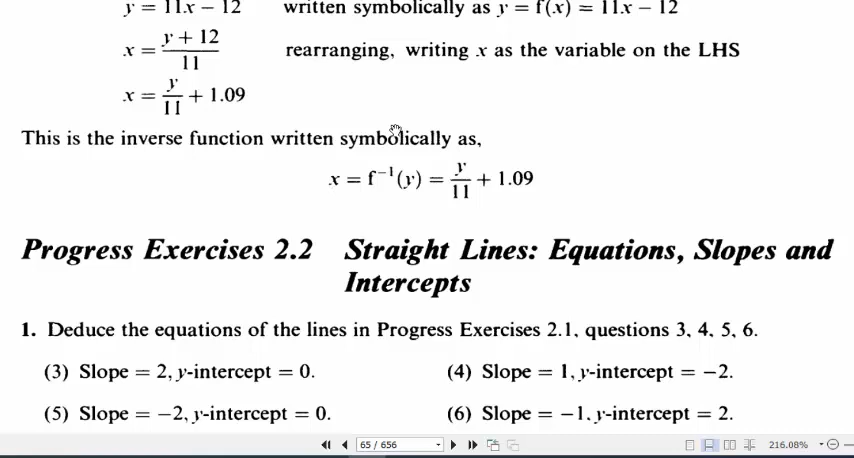 y = 11x − 12 written symbolically as y = f(x) = 11x − 12
x = (y + 12)/11 rearranging, writing x as the variable on the LHS
x = y/11 + 1.09
This is the inverse function written symbolically as,
x = f⁻¹(y) = y/11 + 1.09
Progress Exercises 2.2 Straight Lines: Equations, Slopes and
Intercepts
1. Deduce the equations of the lines in Progress Exercises 2.1, questions 3, 4, 5, 6.
(3) Slope = 2, y-intercept = 0. (4) Slope = 1, y-intercept = −2.
(5) Slope = −2, y-intercept = 0. (6) Slope = −1, y-intercept = 2.
65 / 656 216.08%